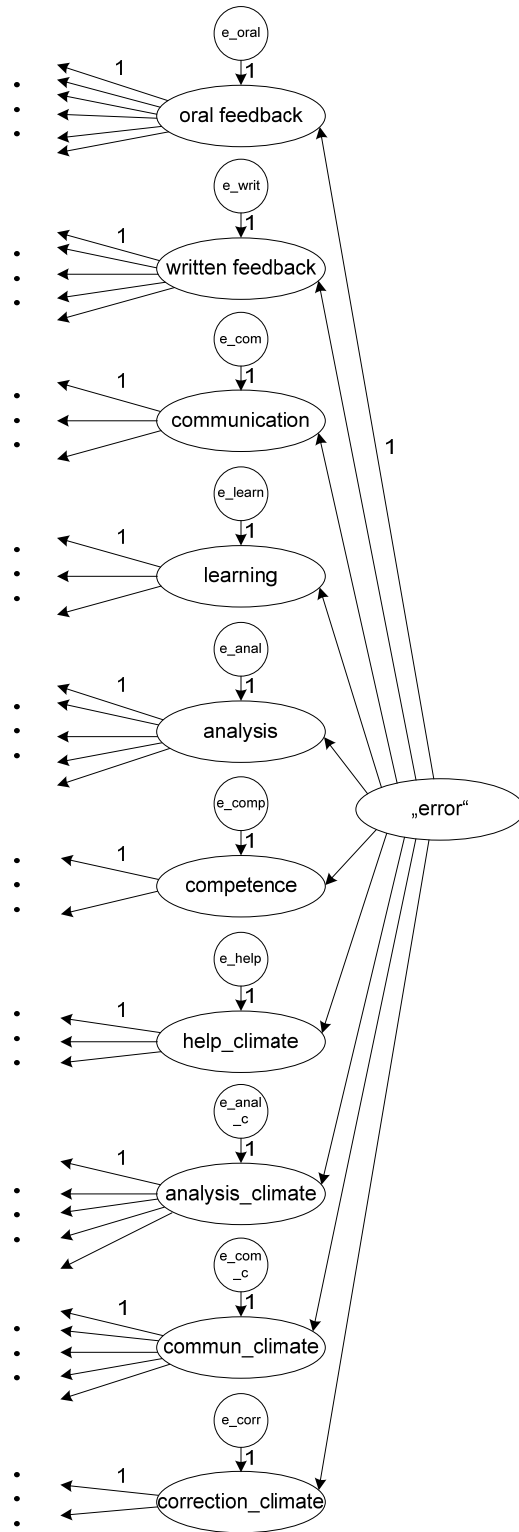 e_oral
1
1
oral feedback
e_writ
1
1
written feedback
e_com
1
1
communication
1
e_learn
1
1
learning
e_anal
1
1
analysis
„error“
e_comp
1
1
competence
e_help
1
1
help_climate
e_anal
_c
1
1
analysis_climate
e_com
_c
1
1
commun_climate
e_corr
1
1
correction_climate